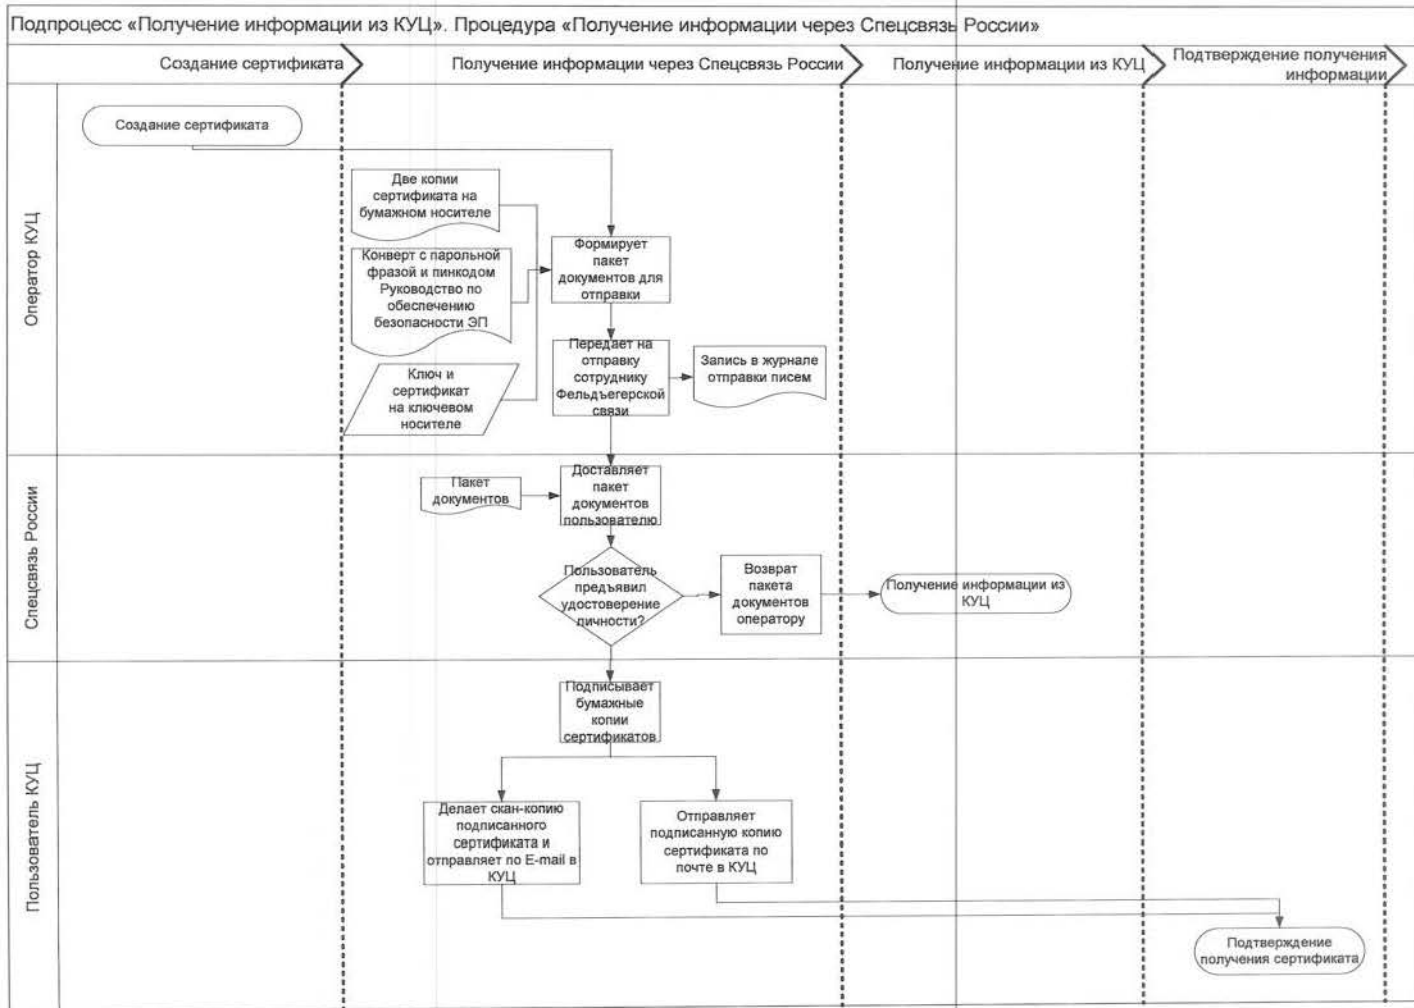 Подпроцесс «Получение информации из КУЦ». Процедура «Получение информации через Спецсвязь России»
Создание сертификата
Получение информации через Спецсвязь России
Получение информации из КУЦ
Подтверждение получения
информации
Оператор КУЦ
Создание сертификата
Две копии
сертификата на
бумажном носителе
Конверт с парольной
фразой и пинкодом
Руководство по
обеспечению
безопасности ЭП
Ключ и
сертификат
на ключевом
носителе
Формирует
пакет
документов для
отправки
Передает на
отправку
сотруднику
Фельдъегерской
связи
Запись в журнале
отправки писем
Спецсвязь России
Пакет
документов
Доставляет
пакет
документов
пользователю
Пользователь
предъявил
удостоверение
личности?
Возврат
пакета
документов
оператору
Получение информации из
КУЦ
Пользователь КУЦ
Подписывает
бумажные
копии
сертификатов
Делает скан-копию
подписанного
сертификата и
отправляет по E-mail в
КУЦ
Отправляет
подписанную копию
сертификата по
почте в КУЦ
Подтверждение
получения сертификата